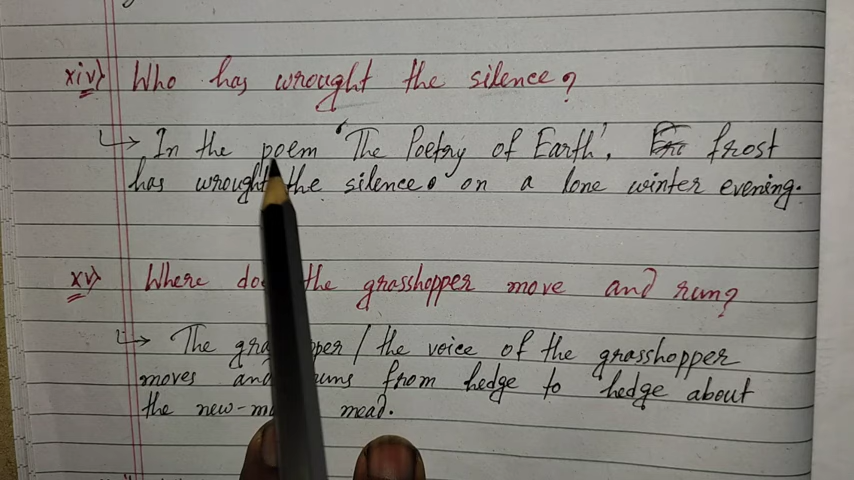 xiv) Who has wrought the silence?
↳ In the poem 'The Poetry of Earth', frost
has wrought the silence. on a lone winter evening.
xv) Where the grasshopper move and run?
↳ The / the voice of the grasshopper
moves and runs from hedge to hedge about
the mead.